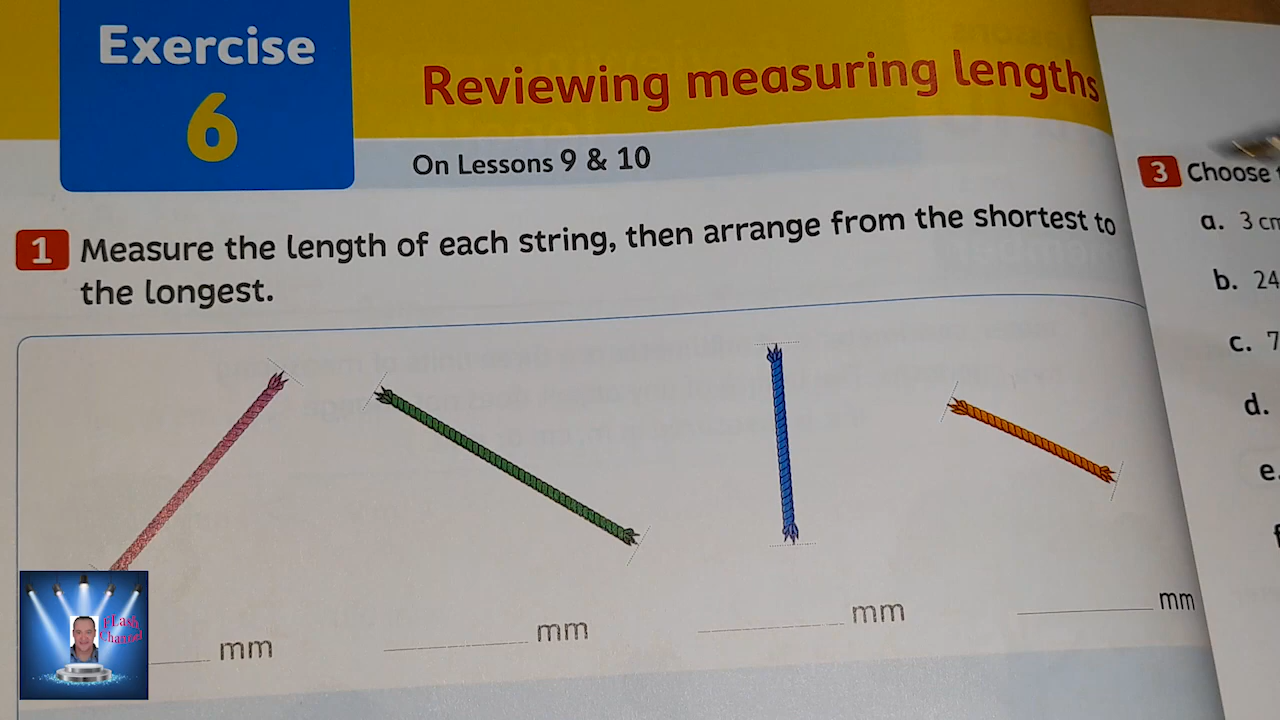 Exercise
6
Reviewing measuring lengths
On Lessons 9 & 10
1 Measure the length of each string, then arrange from the shortest to
the longest.
mm
mm
mm
mm
3 Choose
a. 3 cm
b. 24
c. 7
d.
e.
fLash
Channel